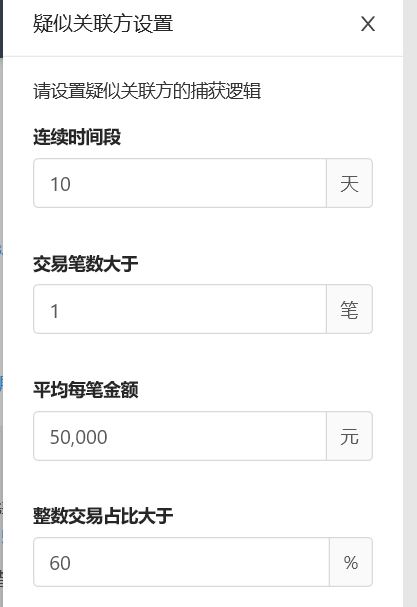 疑似关联方设置
请设置疑似关联方的捕获逻辑
连续时间段
10 天
交易笔数大于
1 笔
平均每笔金额
50,000 元
整数交易占比大于
60 %